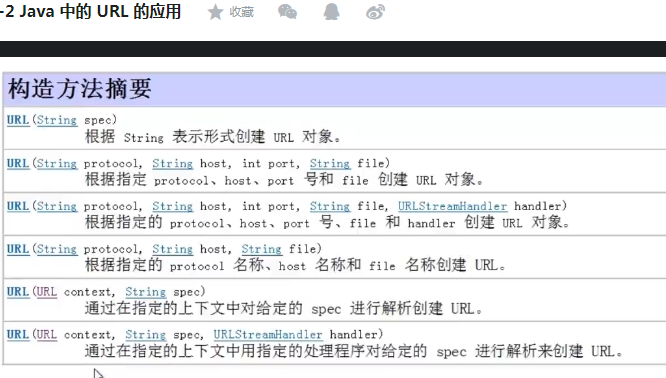 -2 Java 中的 URL 的应用 收藏
构造方法摘要
URL(String spec)
根据 String 表示形式创建 URL 对象。
URL(String protocol, String host, int port, String file)
根据指定 protocol、host、port 号和 file 创建 URL 对象。
URL(String protocol, String host, int port, String file, URLStreamHandler handler)
根据指定的 protocol、host、port 号、file 和 handler 创建 URL 对象。
URL(String protocol, String host, String file)
根据指定的 protocol 名称、host 名称和 file 名称创建 URL。
URL(URL context, String spec)
通过在指定的上下文中对给定的 spec 进行解析创建 URL。
URL(URL context, String spec, URLStreamHandler handler)
通过在指定的上下文中用指定的处理程序对给定的 spec 进行解析来创建 URL。